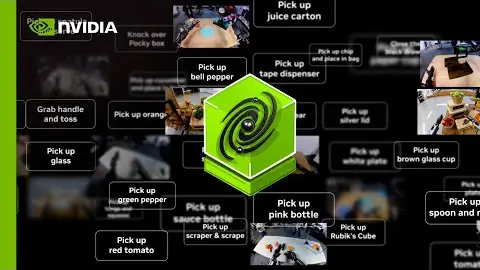 NVIDIA
Pick up
juice carton
Knock over
Pocky box
Pick up
bell pepper
Pick up
tape dispenser
Pick up chip
and place in bag
Grab handle
and toss
Pick up orange
Pick up
silver lid
Pick up
glass
Pick up
white plate
Pick up
brown glass cup
Pick up
green pepper
Pick up
sauce bottle
Pick up
pink bottle
Pick up
spoon and
Pick up
red tomato
Pick up
scraper & scrape
Pick up
Rubik's Cube